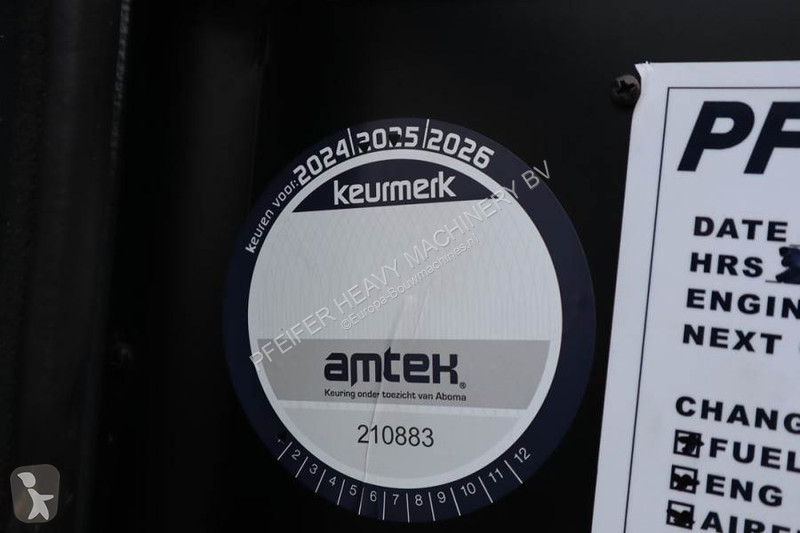 keuren voor: 2024 2025 2026
keurmerk
amtek®
Keuring onder toezicht van Aboma
210883
2 3 4 5 6 7 8 9 10 11 12
PFEIFER HEAVY MACHINERY BV
©Europa-Bouwmachines.nl
PF
DATE
HRS
ENGIN
NEXT
CHANG
FUEL
ENG
AIRF